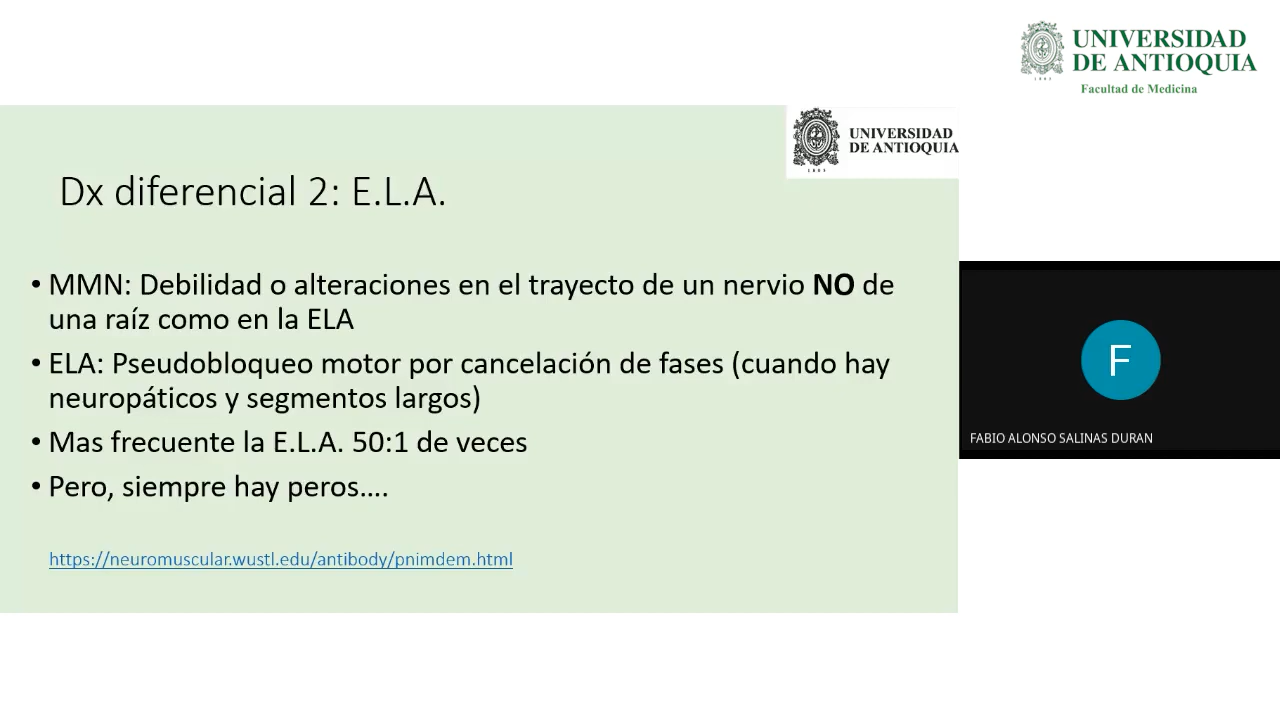 UNIVERSIDAD
DE ANTIOQUIA
1803
Facultad de Medicina
UNIVERSIDAD
DE ANTIOQUIA
1803
Dx diferencial 2: E.L.A.
• MMN: Debilidad o alteraciones en el trayecto de un nervio NO de
una raíz como en la ELA
• ELA: Pseudobloqueo motor por cancelación de fases (cuando hay
neuropáticos y segmentos largos)
• Mas frecuente la E.L.A. 50:1 de veces
• Pero, siempre hay peros....
https://neuromuscular.wustl.edu/antibody/pnimdem.html
F
FABIO ALONSO SALINAS DURAN